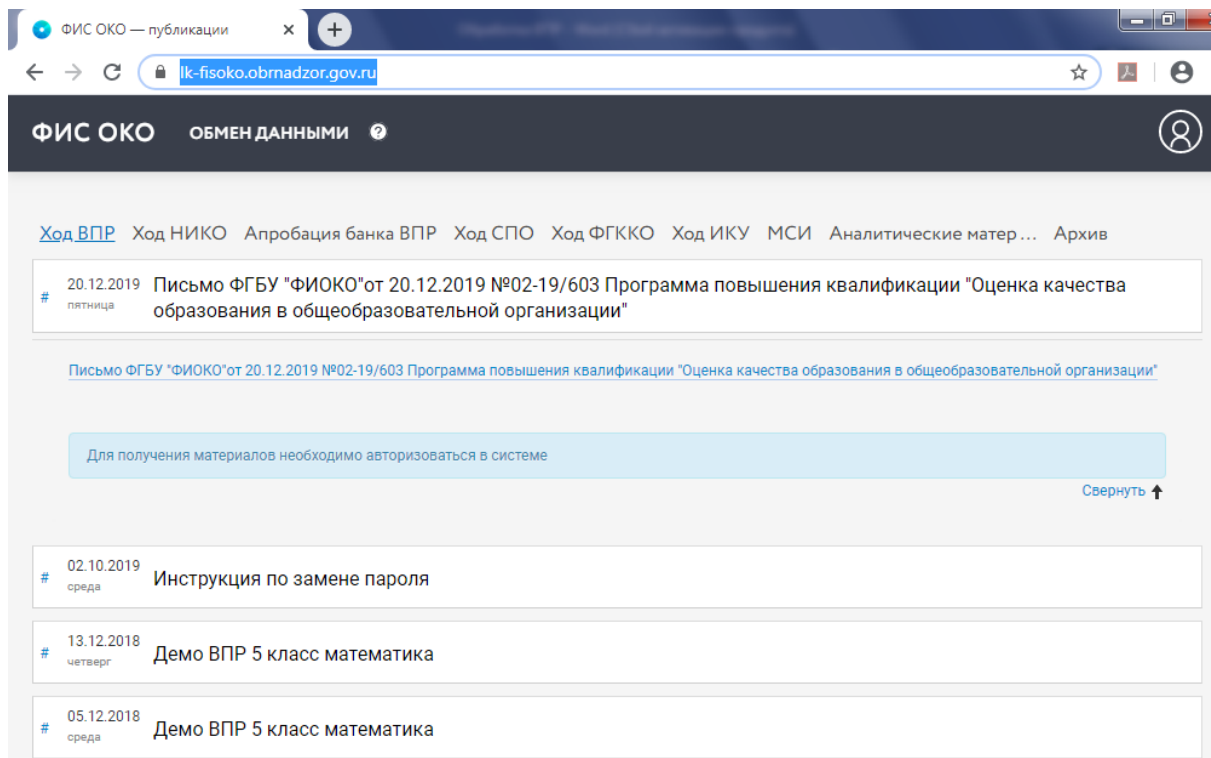 ФИС ОКО — публикации
lk-fisoko.obrnadzor.gov.ru
ФИС ОКО ОБМЕН ДАННЫМИ ?
Ход ВПР Ход НИКО Апробация банка ВПР Ход СПО Ход ФГККО Ход ИКУ МСИ Аналитические матер ... Архив
# 20.12.2019 Письмо ФГБУ "ФИОКО"от 20.12.2019 №02-19/603 Программа повышения квалификации "Оценка качества
пятница образования в общеобразовательной организации"
Письмо ФГБУ "ФИОКО"от 20.12.2019 №02-19/603 Программа повышения квалификации "Оценка качества образования в общеобразовательной организации"
Для получения материалов необходимо авторизоваться в системе
Свернуть
# 02.10.2019 Инструкция по замене пароля
среда
# 13.12.2018 Демо ВПР 5 класс математика
четверг
# 05.12.2018 Демо ВПР 5 класс математика
среда